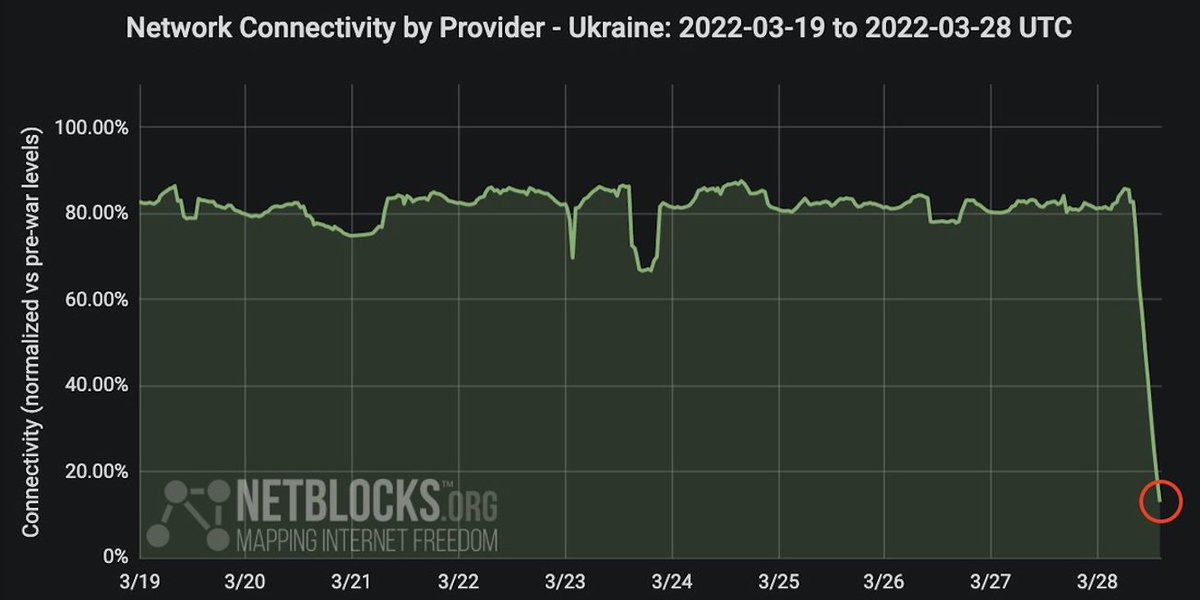 Network Connectivity by Provider - Ukraine: 2022-03-19 to 2022-03-28 UTC
Connectivity (normalized vs pre-war levels)
100.00%
80.00%
60.00%
40.00%
20.00%
0%
NETBLOCKS™.ORG
MAPPING INTERNET FREEDOM
3/19 3/20 3/21 3/22 3/23 3/24 3/25 3/26 3/27 3/28